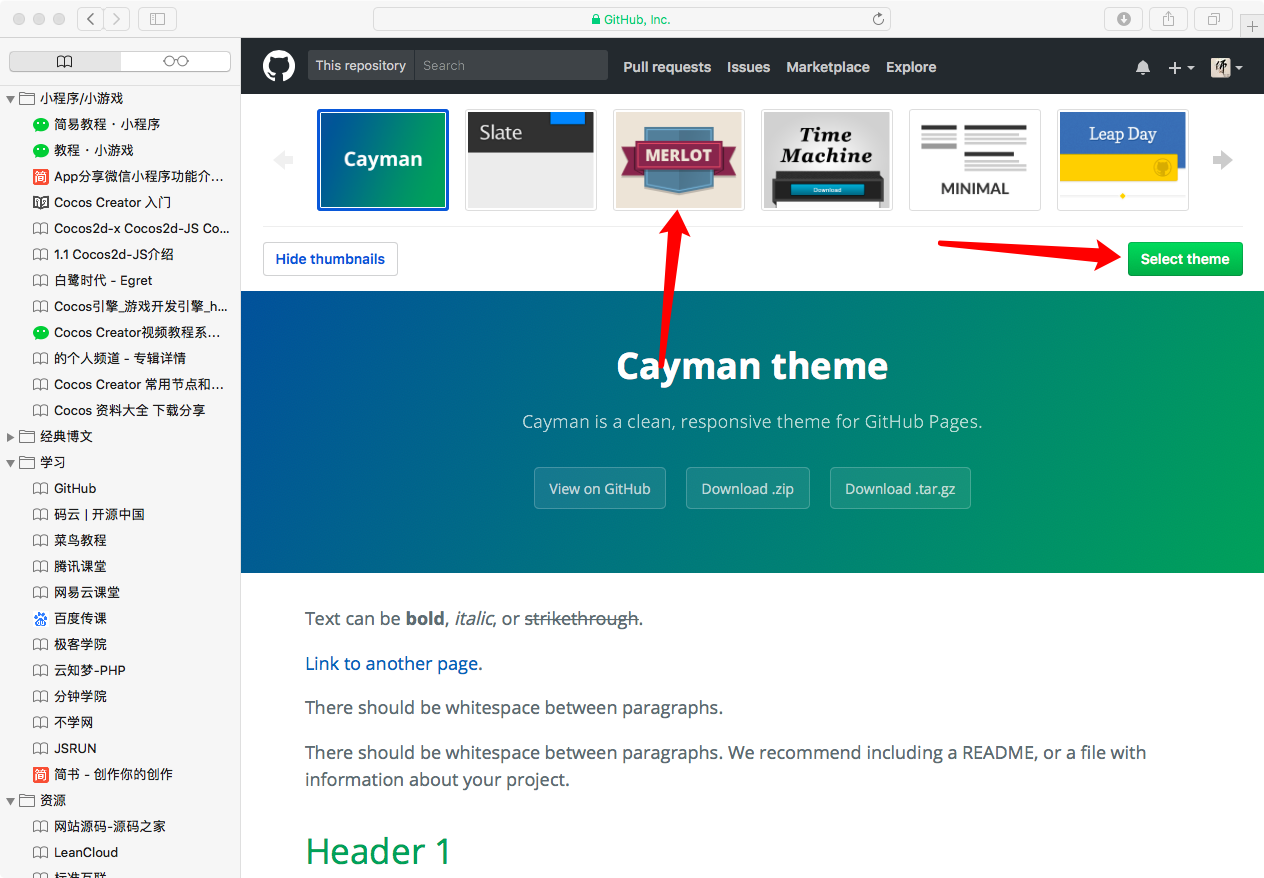 GitHub, Inc.
小程序/小游戏
简易教程・小程序
教程・小游戏
简 App分享微信小程序功能介...
Cocos Creator 入门
Cocos2d-x Cocos2d-JS Co...
1.1 Cocos2d-JS介绍
白鹭时代 - Egret
Cocos引擎_游戏开发引擎_h...
Cocos Creator视频教程系...
的个人频道 - 专辑详情
Cocos Creator 常用节点和...
Cocos 资料大全 下载分享
经典博文
学习
GitHub
码云 | 开源中国
菜鸟教程
腾讯课堂
网易云课堂
百度传课
极客学院
云知梦-PHP
分钟学院
不学网
JSRUN
简 简书 - 创作你的创作
资源
网站源码-源码之家
LeanCloud
标准互联
This repository Search Pull requests Issues Marketplace Explore
Cayman
Slate
MERLOT
Time
Machine
Download
MINIMAL
Leap Day
Hide thumbnails
Select theme
Cayman theme
Cayman is a clean, responsive theme for GitHub Pages.
View on GitHub Download .zip Download .tar.gz
Text can be bold, italic, or strikethrough.
Link to another page.
There should be whitespace between paragraphs.
There should be whitespace between paragraphs. We recommend including a README, or a file with
information about your project.
Header 1